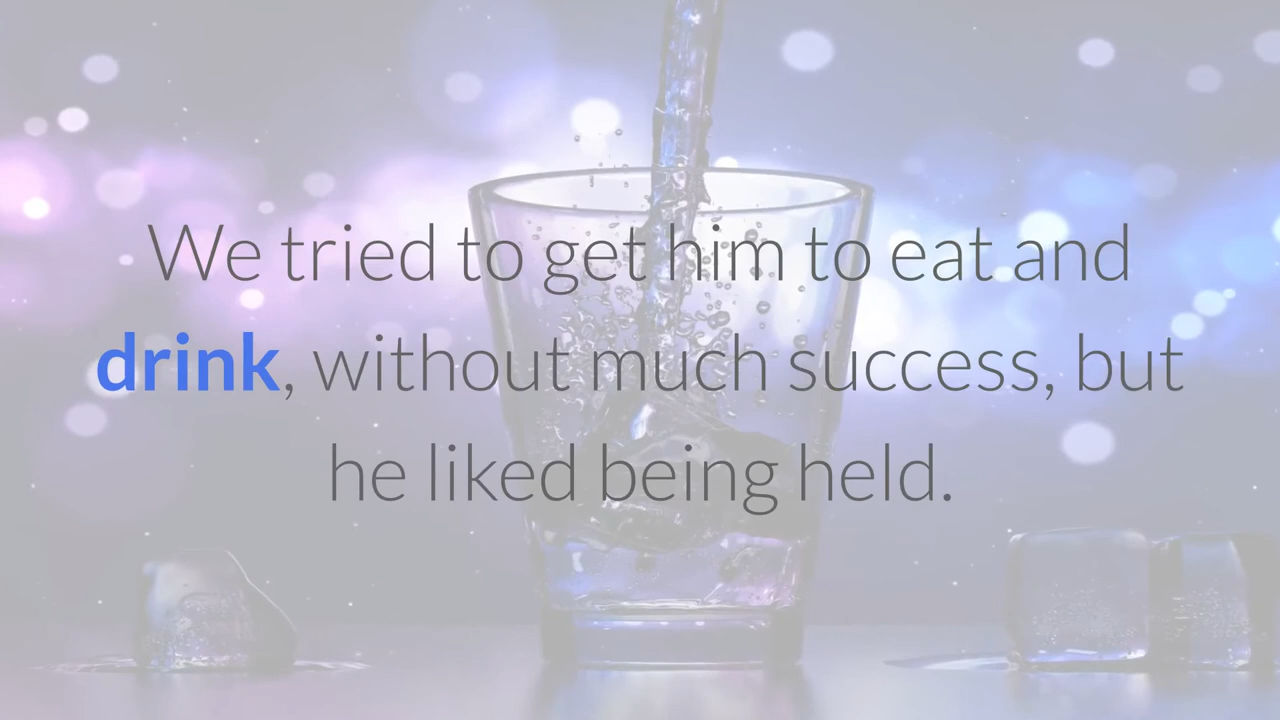 We tried to get him to eat and
drink, without much success, but
he liked being held.